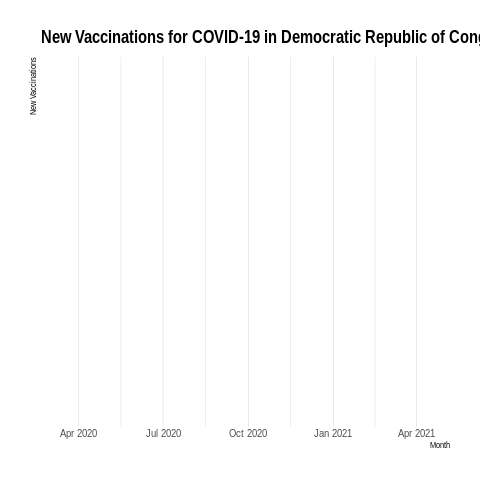 New Vaccinations for COVID-19 in Democratic Republic of Cong
New Vaccinations
Apr 2020 Jul 2020 Oct 2020 Jan 2021 Apr 2021
Month